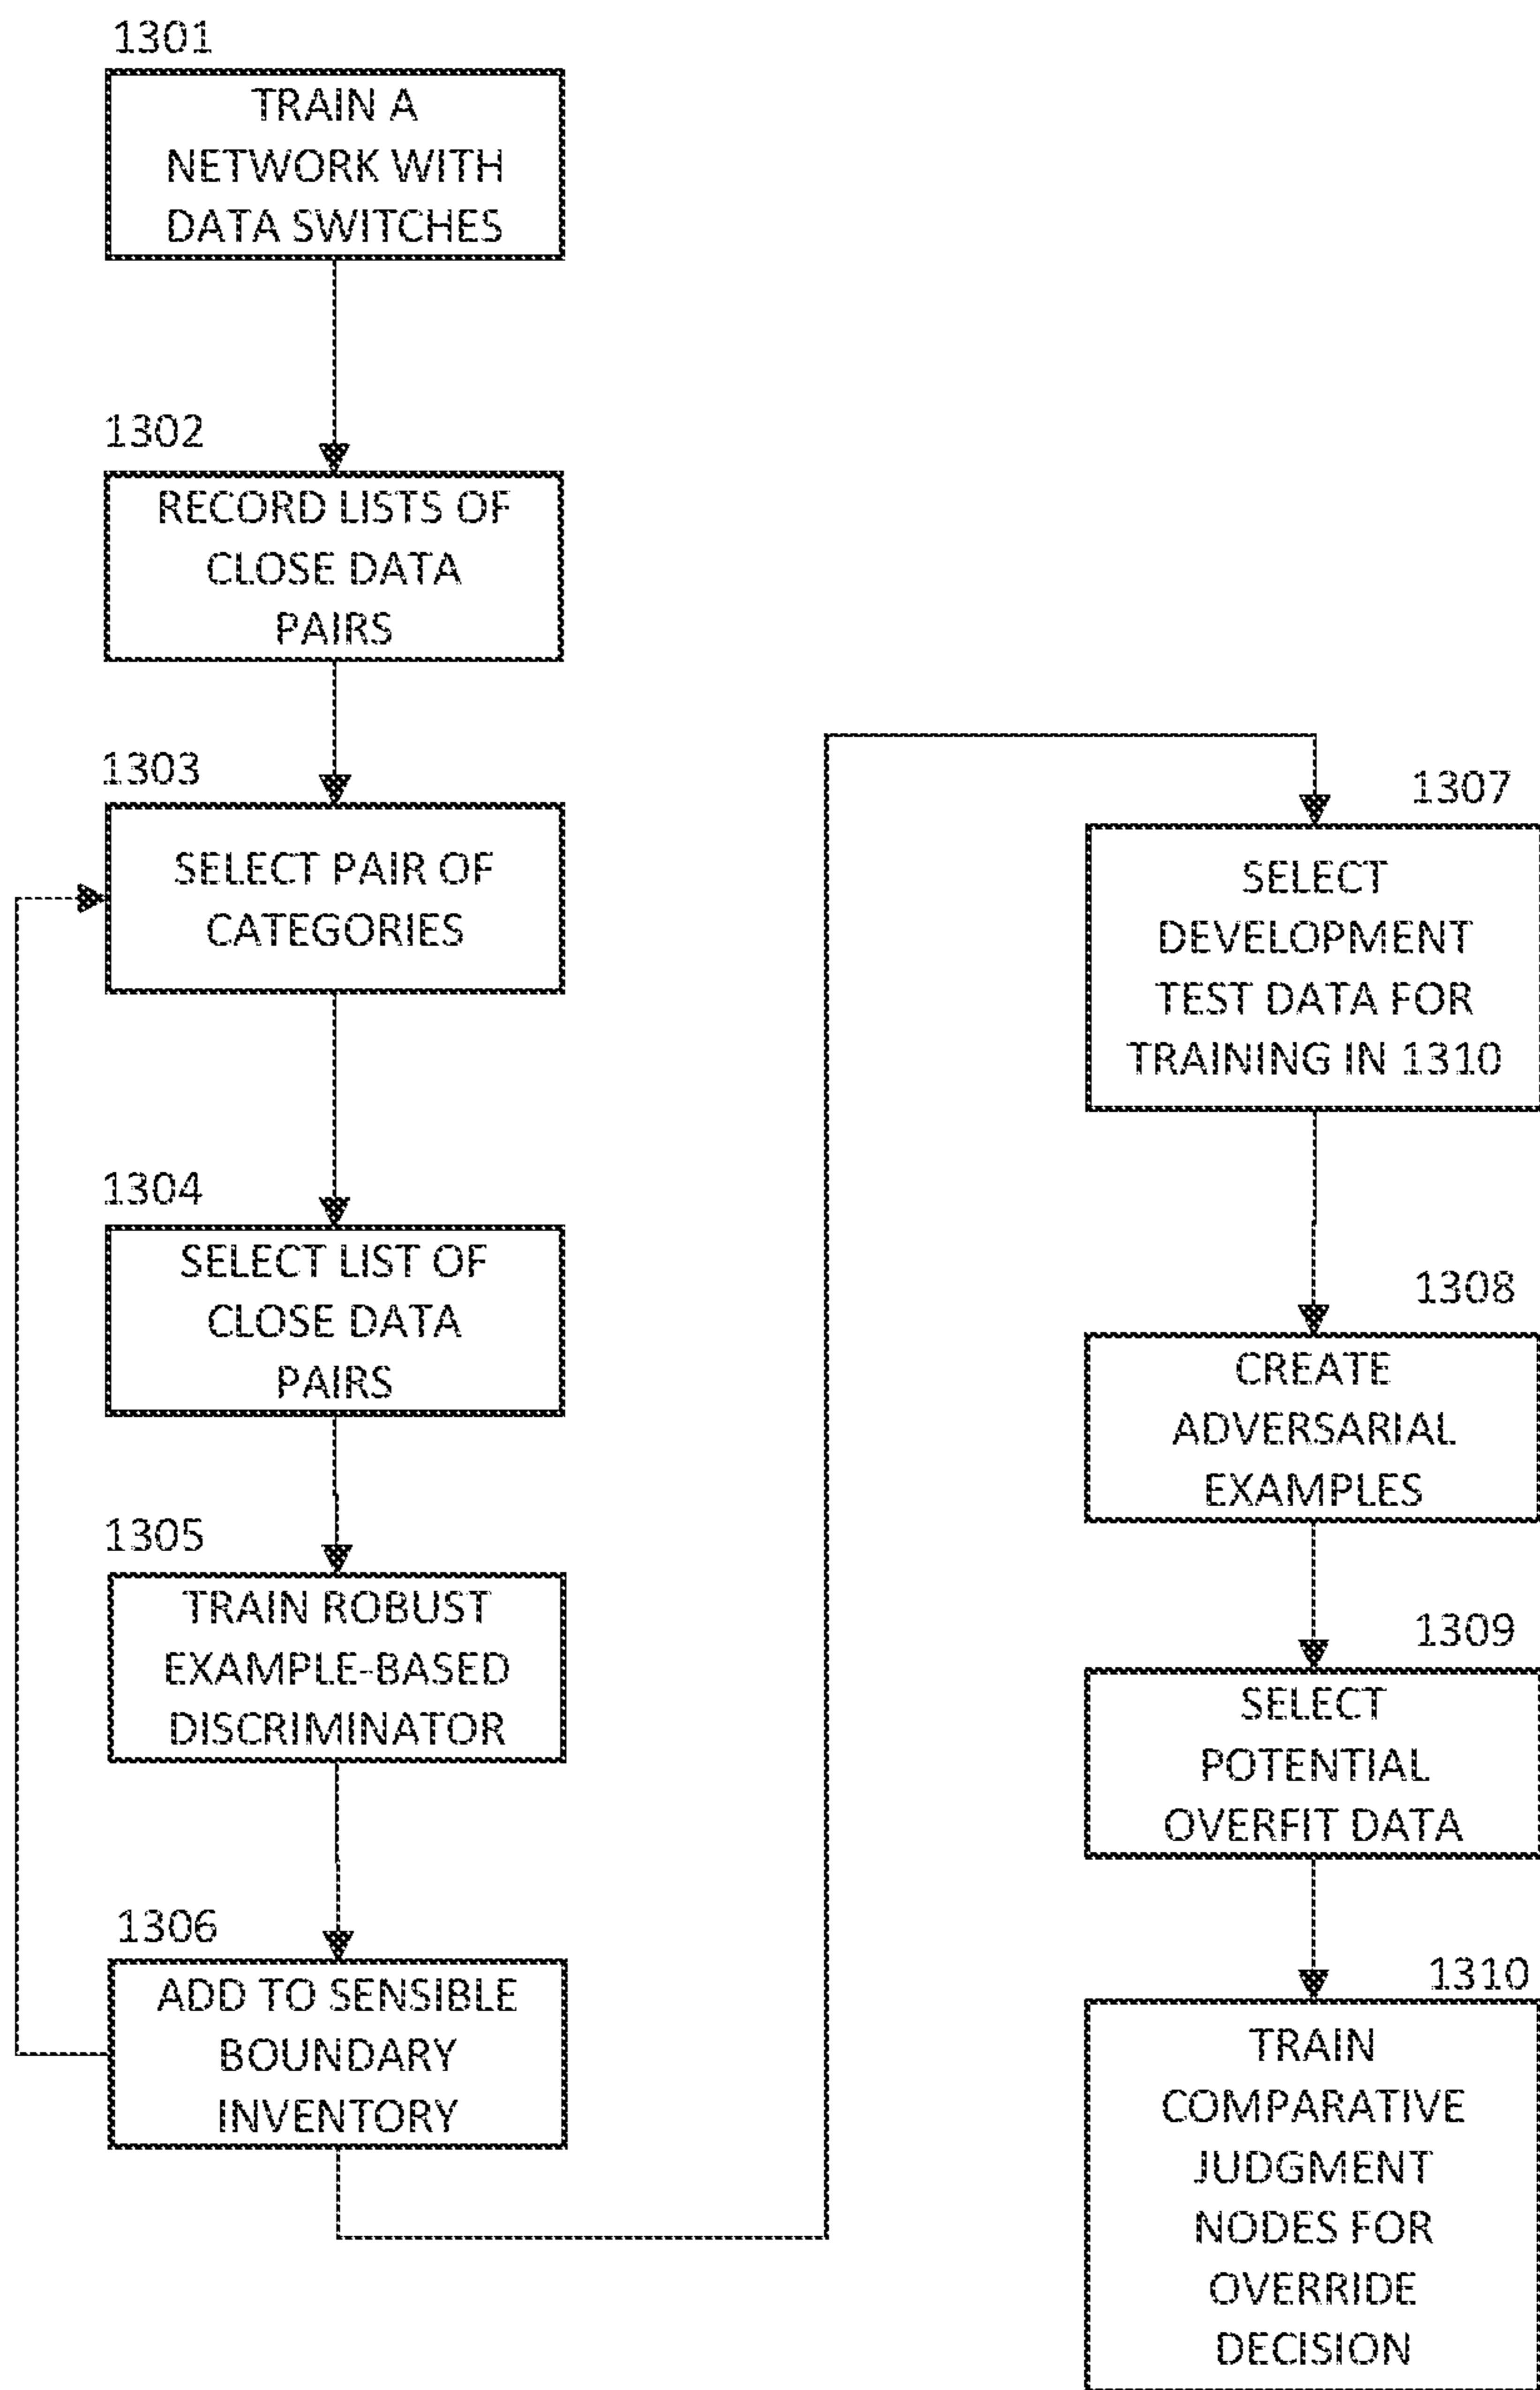 1301
TRAIN A
NETWORK WITH
DATA SWITCHES
1302
RECORD LISTS OF
CLOSE DATA
PAIRS
1303
SELECT PAIR OF
CATEGORIES
1304
SELECT LIST OF
CLOSE DATA
PAIRS
1305
TRAIN ROBUST
EXAMPLE-BASED
DISCRIMINATOR
1306
ADD TO SENSIBLE
BOUNDARY
INVENTORY
1307
SELECT
DEVELOPMENT
TEST DATA FOR
TRAINING IN 1310
1308
CREATE
ADVERSARIAL
EXAMPLES
1309
SELECT
POTENTIAL
OVERFIT DATA
1310
TRAIN
COMPARATIVE
JUDGMENT
NODES FOR
OVERRIDE
DECISION